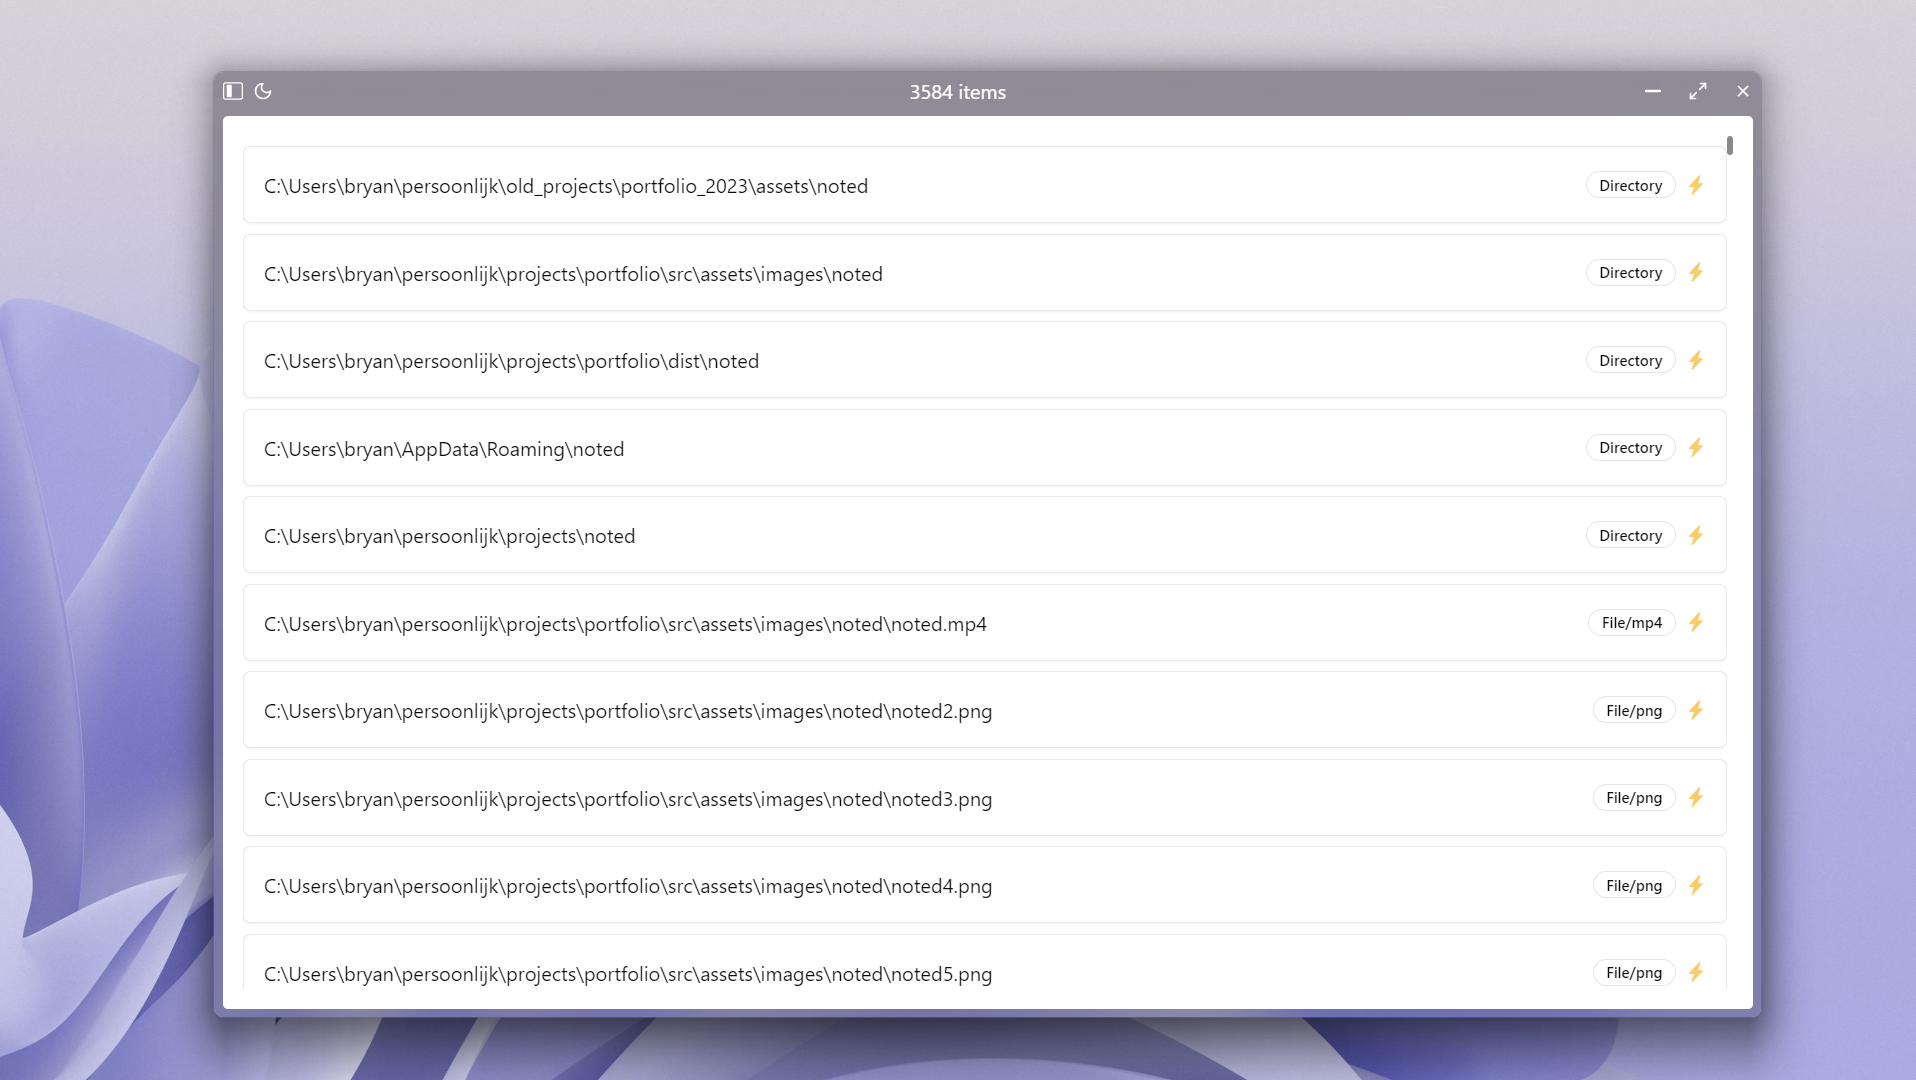 3584 items
C:\Users\bryan\persoonlijk\old_projects\portfolio_2023\assets\noted Directory
C:\Users\bryan\persoonlijk\projects\portfolio\src\assets\images\noted Directory
C:\Users\bryan\persoonlijk\projects\portfolio\dist\noted Directory
C:\Users\bryan\AppData\Roaming\noted Directory
C:\Users\bryan\persoonlijk\projects\noted Directory
C:\Users\bryan\persoonlijk\projects\portfolio\src\assets\images\noted\noted.mp4 File/mp4
C:\Users\bryan\persoonlijk\projects\portfolio\src\assets\images\noted\noted2.png File/png
C:\Users\bryan\persoonlijk\projects\portfolio\src\assets\images\noted\noted3.png File/png
C:\Users\bryan\persoonlijk\projects\portfolio\src\assets\images\noted\noted4.png File/png
C:\Users\bryan\persoonlijk\projects\portfolio\src\assets\images\noted\noted5.png File/png